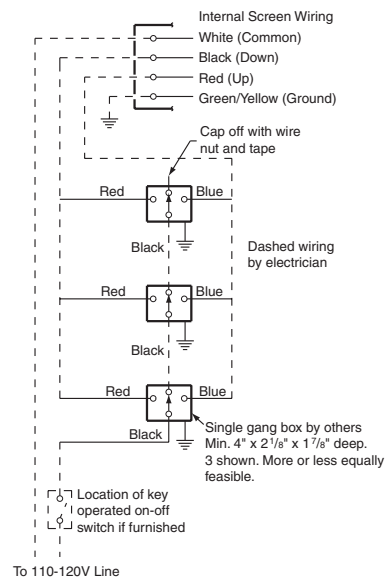 Internal Screen Wiring
White (Common)
Black (Down)
Red (Up)
Green/Yellow (Ground)
Cap off with wire
nut and tape
Red
Blue
Black
Dashed wiring
by electrician
Red
Blue
Black
Red
Blue
Black
Single gang box by others
Min. 4" x 2 1/8" x 1 7/8" deep.
3 shown. More or less equally
feasible.
Location of key
operated on-off
switch if furnished
To 110-120V Line